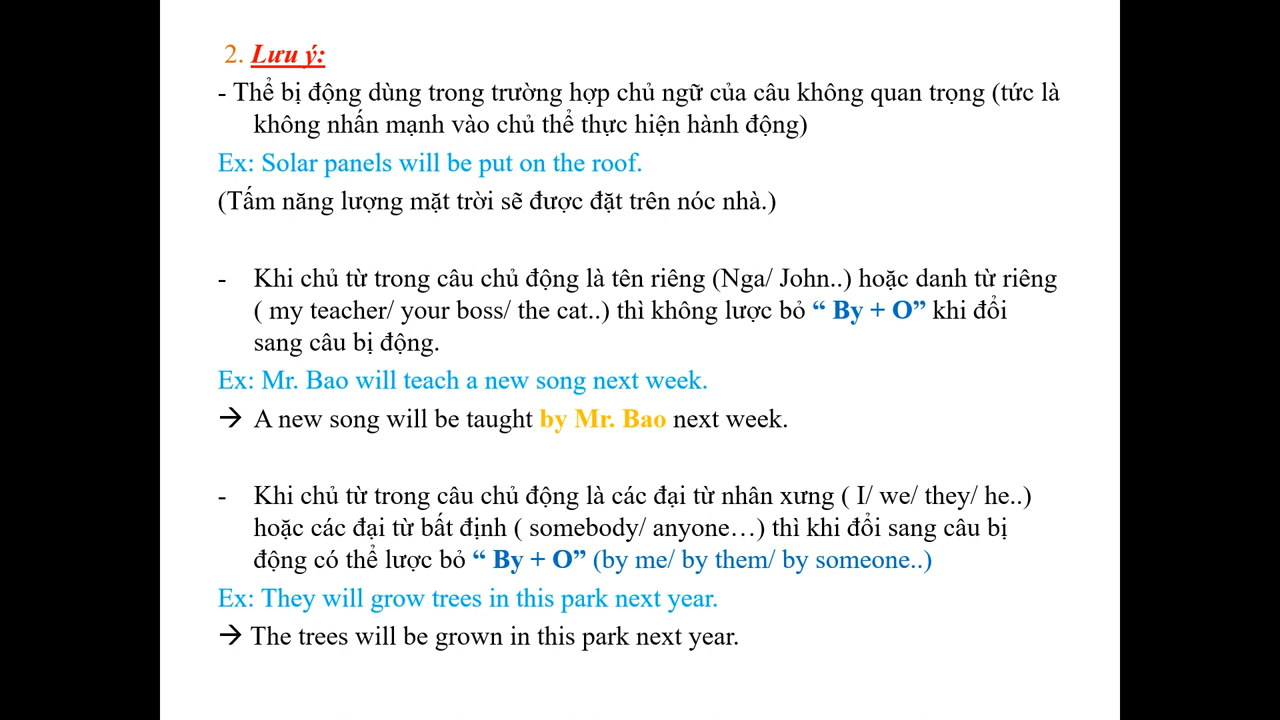 2. Lưu ý:
- Thể bị động dùng trong trường hợp chủ ngữ của câu không quan trọng (tức là
không nhấn mạnh vào chủ thể thực hiện hành động)
Ex: Solar panels will be put on the roof.
(Tấm năng lượng mặt trời sẽ được đặt trên nóc nhà.)
- Khi chủ từ trong câu chủ động là tên riêng (Nga/ John..) hoặc danh từ riêng
( my teacher/ your boss/ the cat..) thì không lược bỏ “ By + O” khi đổi
sang câu bị động.
Ex: Mr. Bao will teach a new song next week.
→ A new song will be taught by Mr. Bao next week.
- Khi chủ từ trong câu chủ động là các đại từ nhân xưng ( I/ we/ they/ he..)
hoặc các đại từ bất định ( somebody/ anyone…) thì khi đổi sang câu bị
động có thể lược bỏ “ By + O” (by me/ by them/ by someone..)
Ex: They will grow trees in this park next year.
→ The trees will be grown in this park next year.